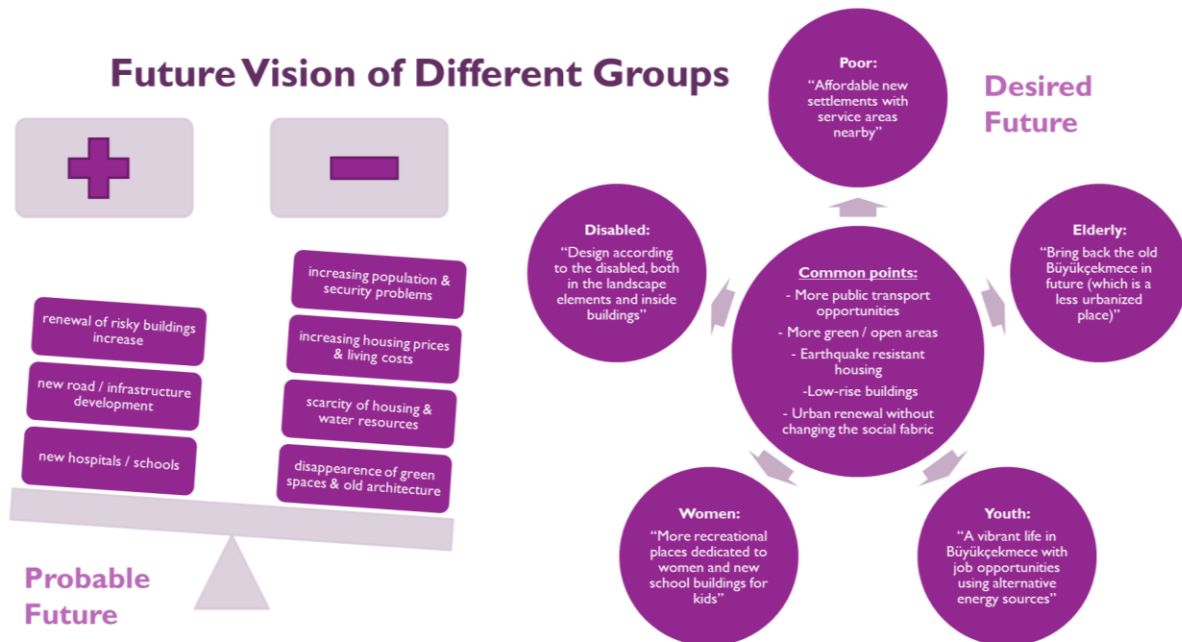 Future Vision of Different Groups
renewal of risky buildings
increase
new road / infrastructure
development
new hospitals / schools
increasing population &
security problems
increasing housing prices
& living costs
scarcity of housing &
water resources
disappearence of green
spaces & old architecture
Probable
Future
Desired
Future
Poor:
“Affordable new
settlements with
service areas
nearby”
Disabled:
“Design according
to the disabled, both
in the landscape
elements and inside
buildings”
Common points:
- More public transport
opportunities
- More green / open areas
- Earthquake resistant
housing
-Low-rise buildings
- Urban renewal without
changing the social fabric
Elderly:
“Bring back the old
Büyükçekmece in
future (which is a
less urbanized
place)”
Women:
“More recreational
places dedicated to
women and new
school buildings for
kids”
Youth:
“A vibrant life in
Büyükçekmece with
job opportunities
using alternative
energy sources”